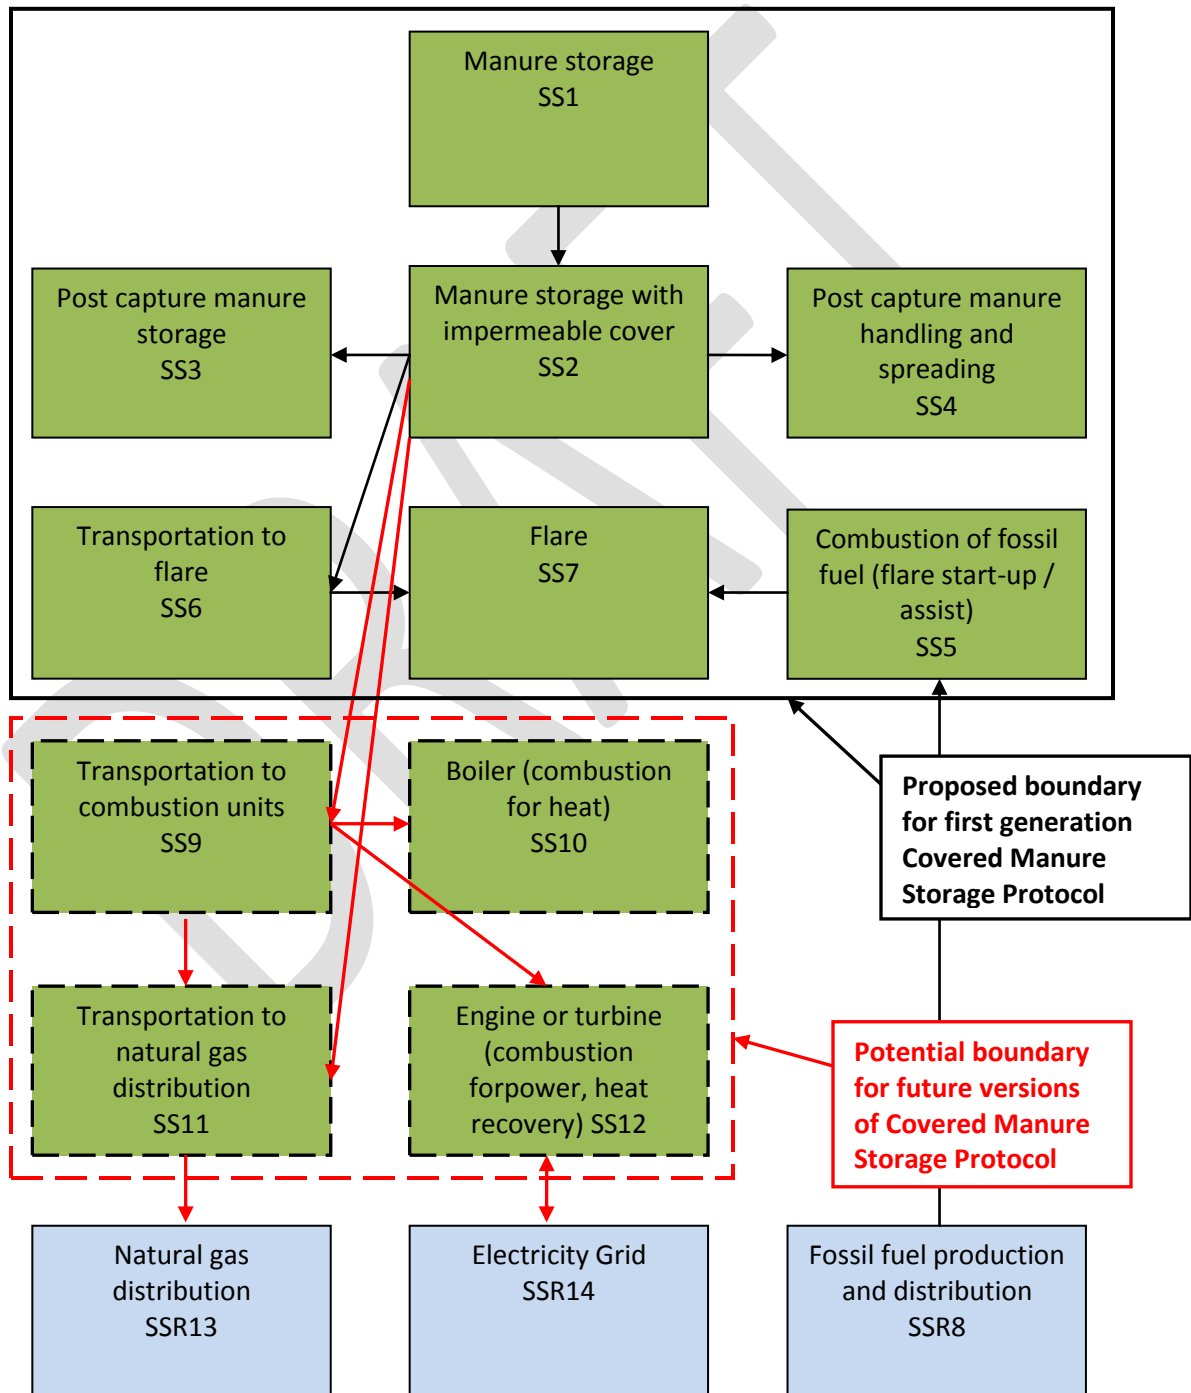 Manure storage
SS1
Post capture manure
storage
SS3
Manure storage with
impermeable cover
SS2
Post capture manure
handling and
spreading
SS4
Transportation to
flare
SS6
Flare
SS7
Combustion of fossil
fuel (flare start-up /
assist)
SS5
Transportation to
combustion units
SS9
Boiler (combustion
for heat)
SS10
Proposed boundary
for first generation
Covered Manure
Storage Protocol
Transportation to
natural gas
distribution
SS11
Engine or turbine
(combustion
forpower, heat
recovery) SS12
Potential boundary
for future versions
of Covered Manure
Storage Protocol
Natural gas
distribution
SSR13
Electricity Grid
SSR14
Fossil fuel production
and distribution
SSR8
DRAFT